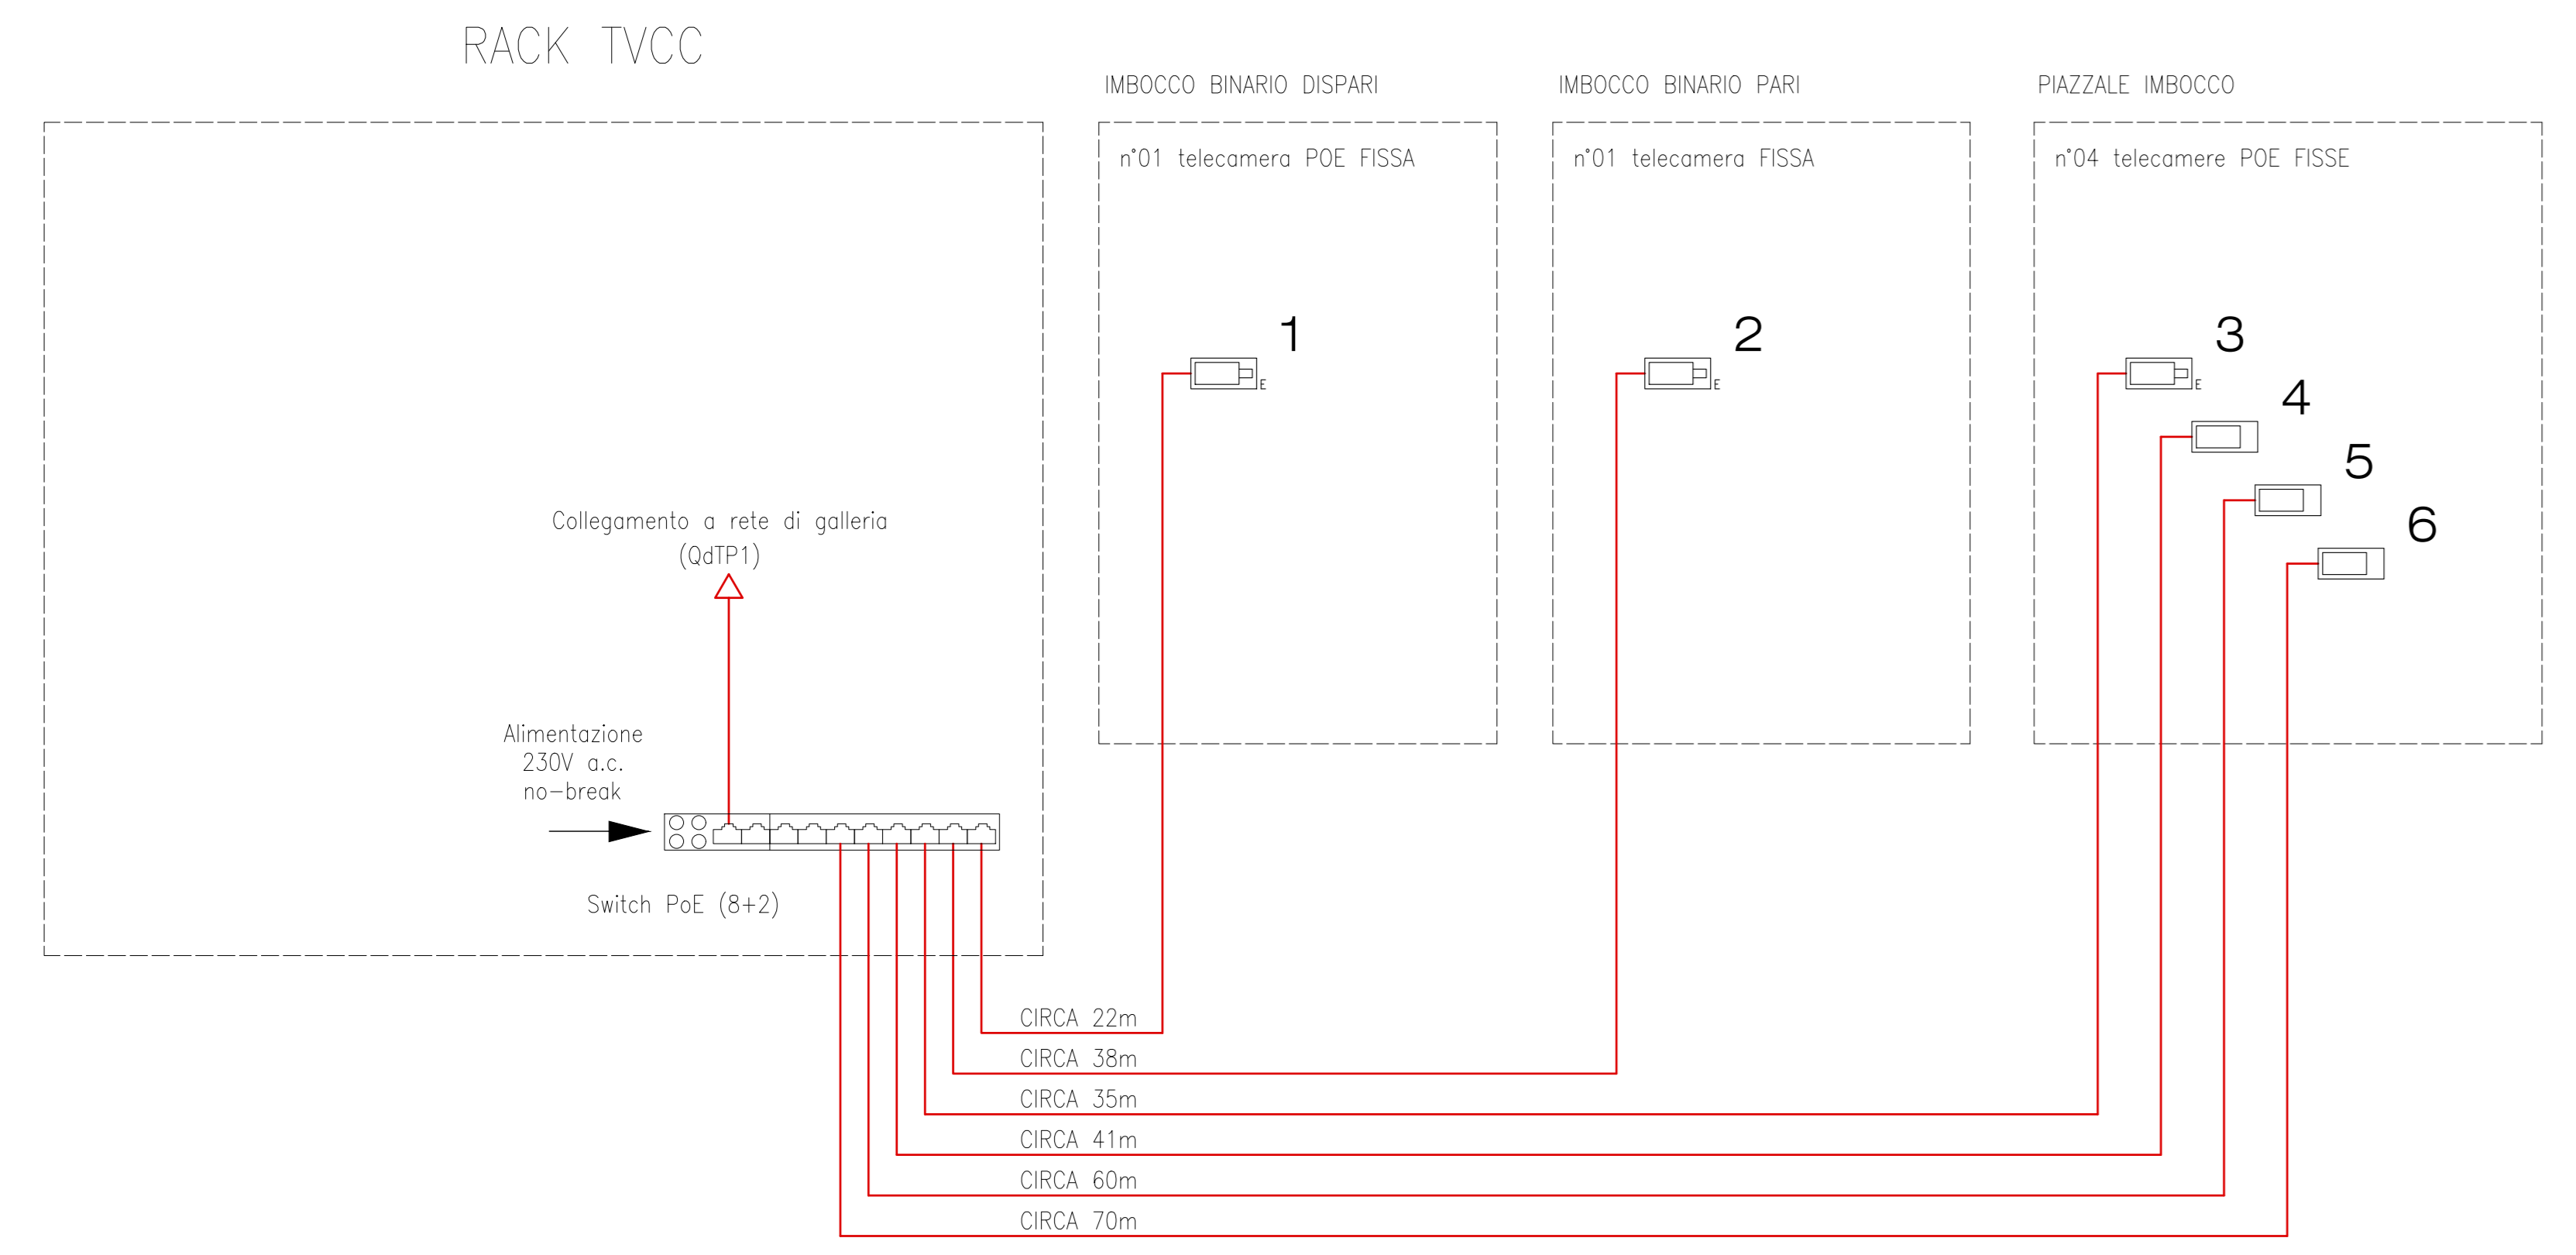 RACK TVCC
IMBOCCO BINARIO DISPARI
IMBOCCO BINARIO PARI
PIAZZALE IMBOCCO
n°01 telecamera POE FISSA
n°01 telecamera FISSA
n°04 telecamere POE FISSE
1
E
2
E
3
E
4
5
6
Collegamento a rete di galleria
(QdTP1)
Alimentazione
230V a.c.
no-break
Switch PoE (8+2)
CIRCA 22m
CIRCA 38m
CIRCA 35m
CIRCA 41m
CIRCA 60m
CIRCA 70m